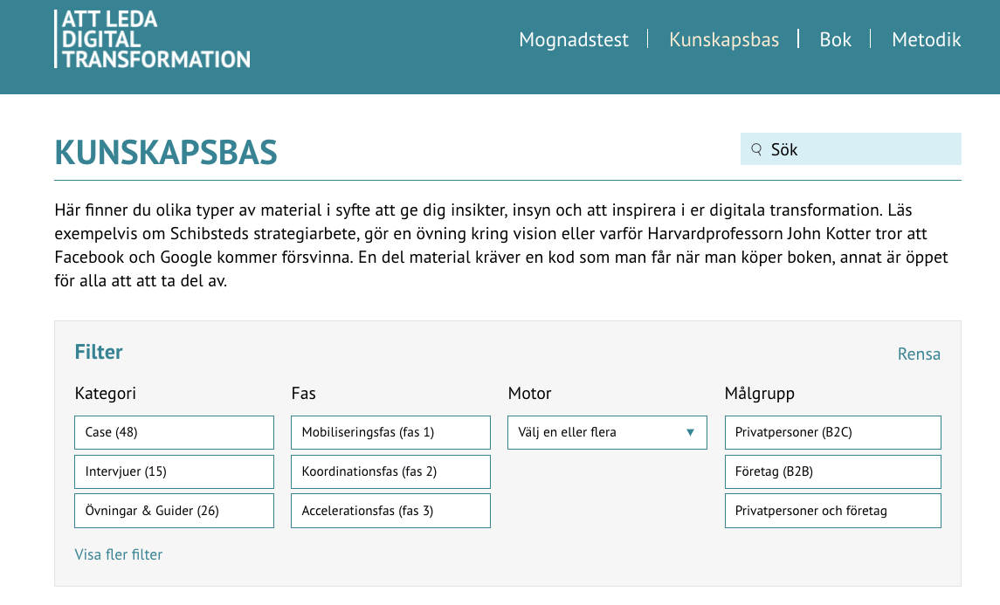 ATT LEDA
DIGITAL
TRANSFORMATION
Mognadstest
Kunskapsbas
Bok
Metodik
KUNSKAPSBAS
Sök
Här finner du olika typer av material i syfte att ge dig insikter, insyn och att inspirera i er digitala transformation. Läs
exempelvis om Schibsteds strategiarbete, gör en övning kring vision eller varför Harvardprofessorn John Kotter tror att
Facebook och Google kommer försvinna. En del material kräver en kod som man får när man köper boken, annat är öppet
för alla att att ta del av.
Filter
Rensa
Kategori
Case (48)
Intervjuer (15)
Övningar & Guider (26)
Fas
Mobiliseringsfas (fas 1)
Koordinationsfas (fas 2)
Accelerationsfas (fas 3)
Motor
Välj en eller flera
Målgrupp
Privatpersoner (B2C)
Företag (B2B)
Privatpersoner och företag
Visa fler filter